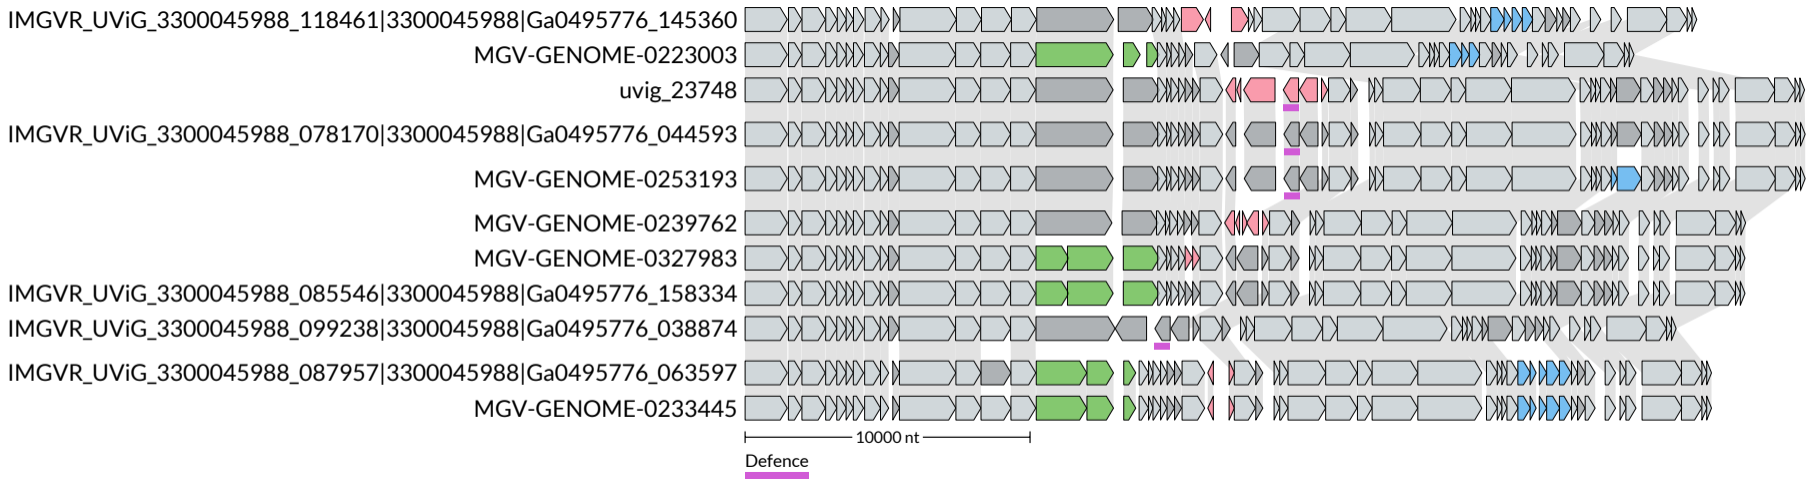 IMGVR_UViG_3300045988_118461|3300045988|Ga0495776_145360
MGV-GENOME-0223003
uvig_23748
IMGVR_UViG_3300045988_078170|3300045988|Ga0495776_044593
MGV-GENOME-0253193
MGV-GENOME-0239762
MGV-GENOME-0327983
IMGVR_UViG_3300045988_085546|3300045988|Ga0495776_158334
IMGVR_UViG_3300045988_099238|3300045988|Ga0495776_038874
IMGVR_UViG_3300045988_087957|3300045988|Ga0495776_063597
MGV-GENOME-0233445
10000 nt
Defence